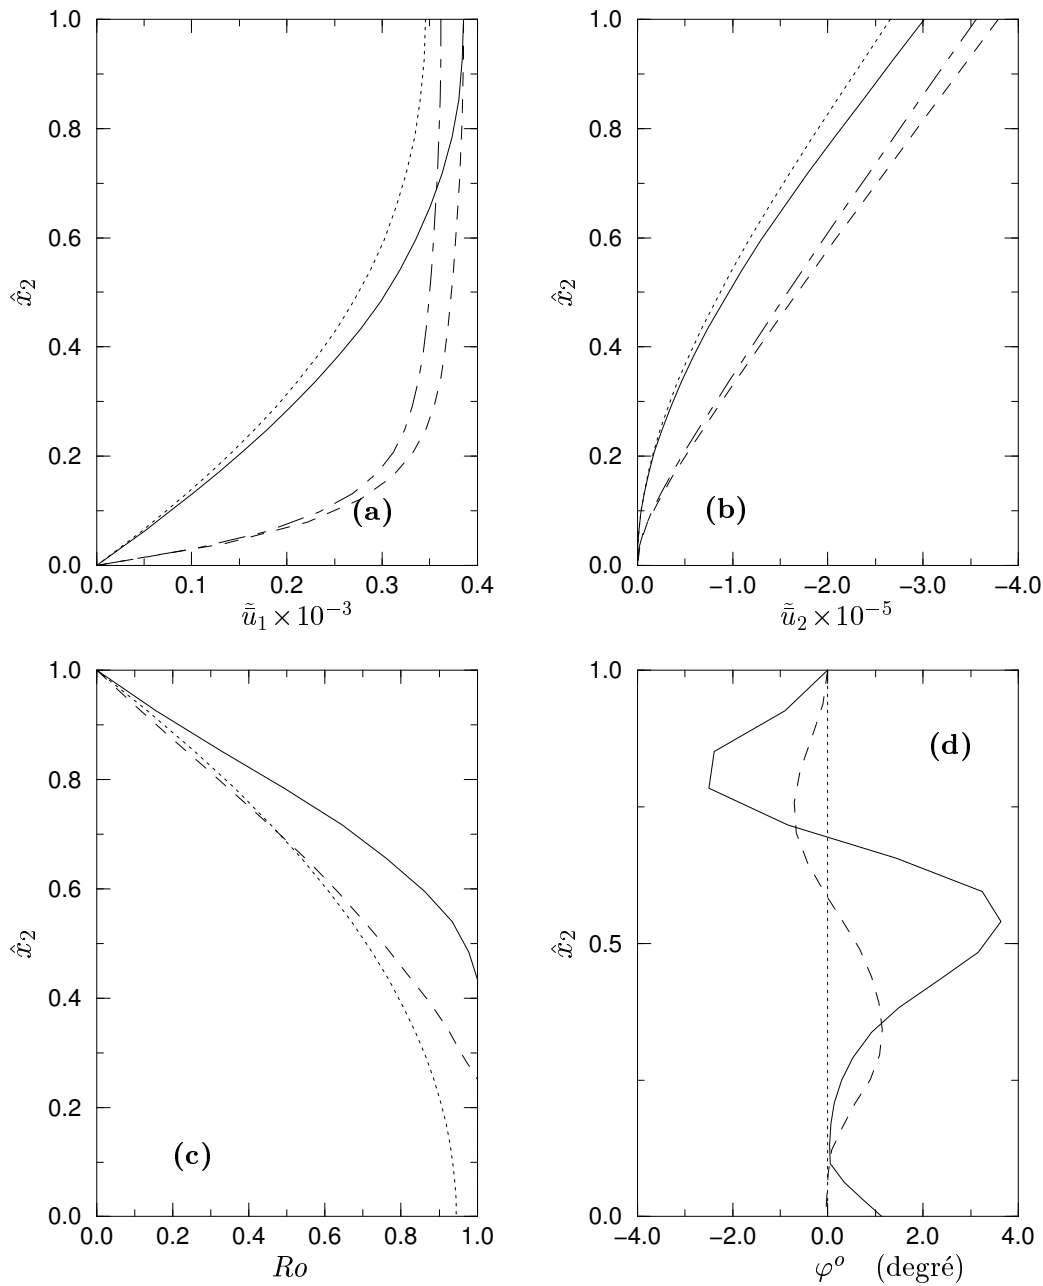 1.0
0.8
0.6
0.4
0.2
0.0
x̂₂
(a)
0.0 0.1 0.2 0.3 0.4
ũ̄₁ × 10⁻³
1.0
0.8
0.6
0.4
0.2
0.0
x̂₂
(b)
0.0 −1.0 −2.0 −3.0 −4.0
ũ̄₂ × 10⁻⁵
1.0
0.8
0.6
0.4
0.2
0.0
x̂₂
(c)
0.0 0.2 0.4 0.6 0.8 1.0
Ro
1.0
0.5
0.0
x̂₂
(d)
−4.0 −2.0 0.0 2.0 4.0
φᵒ (degré)